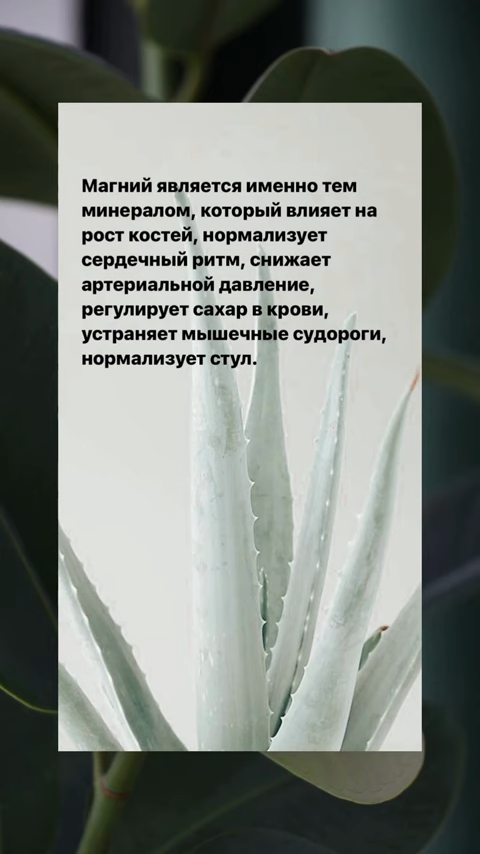 Магний является именно тем
минералом, который влияет на
рост костей, нормализует
сердечный ритм, снижает
артериальной давление,
регулирует сахар в крови,
устраняет мышечные судороги,
нормализует стул.